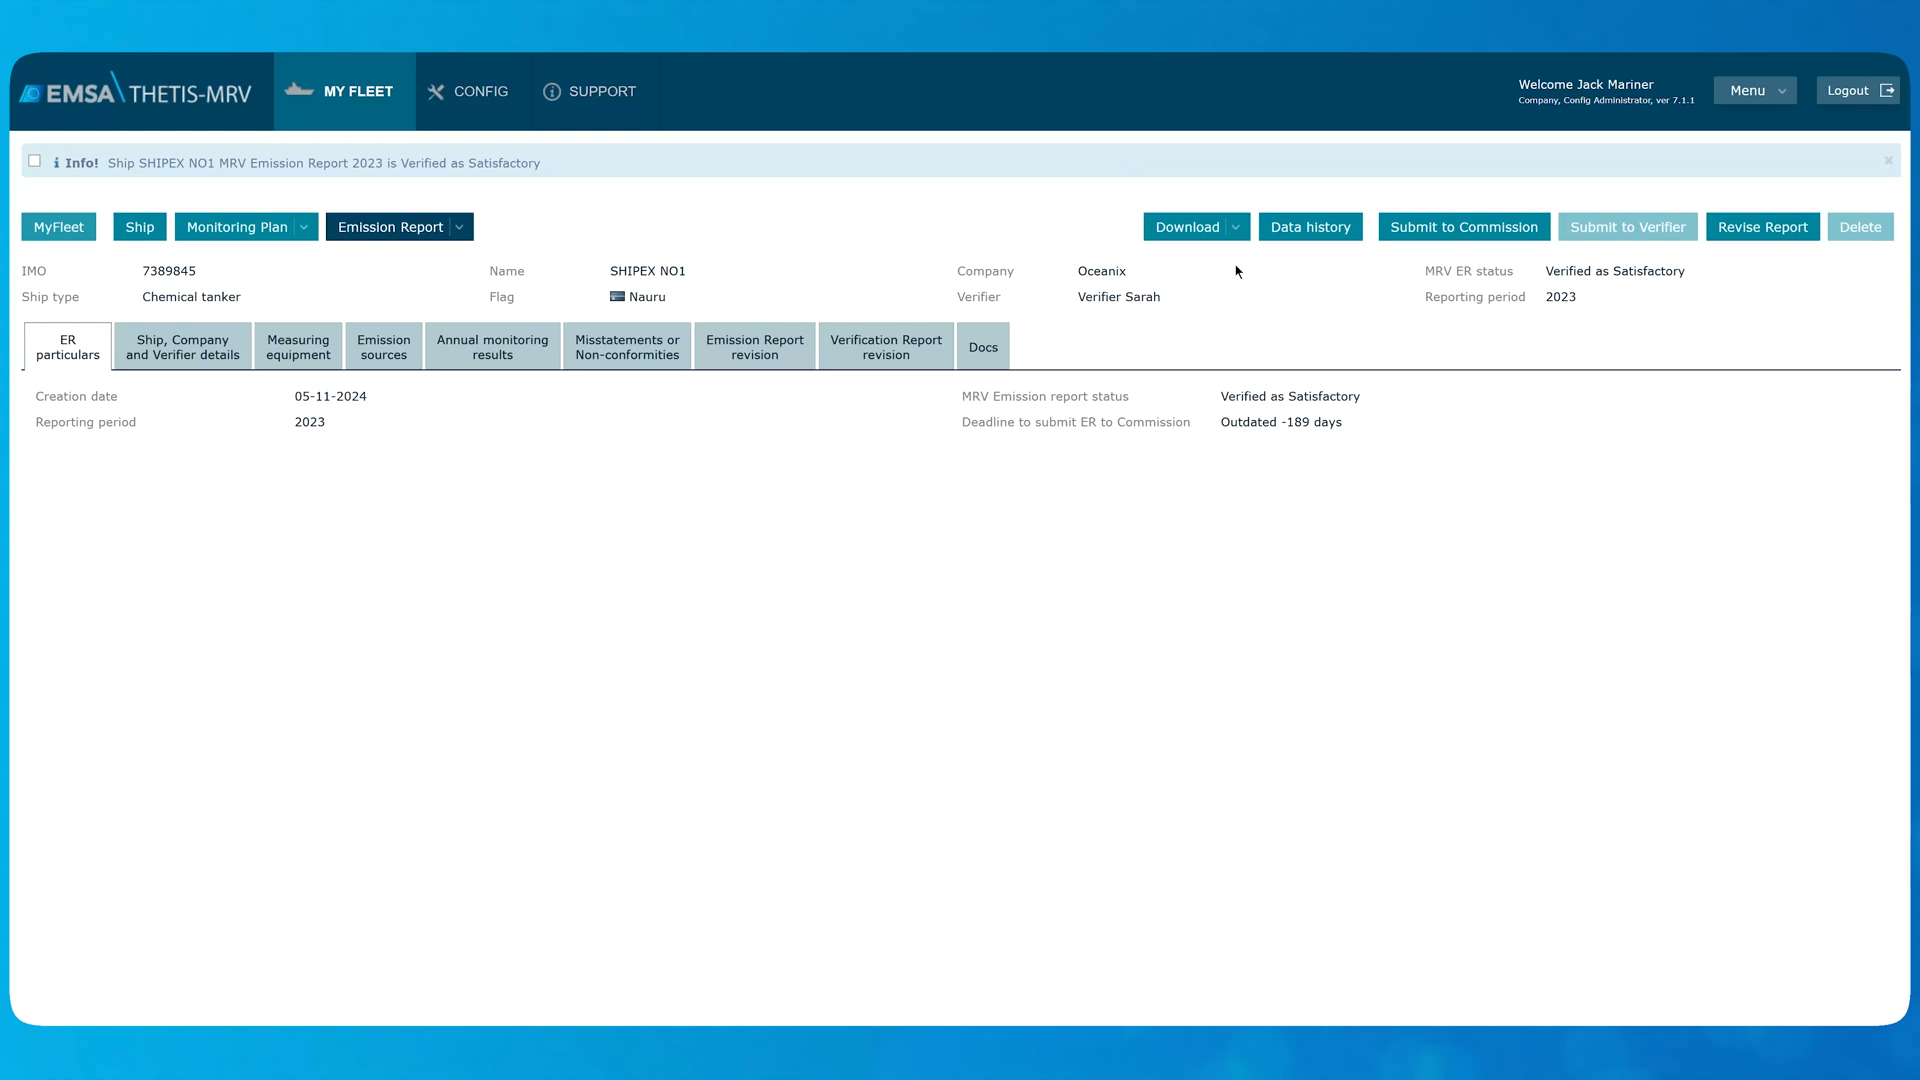 EMSA THETIS-MRV
MY FLEET
CONFIG
SUPPORT
Welcome Jack Mariner
Company, Config Administrator, ver 7.1.1
Menu
Logout
Info! Ship SHIPEX NO1 MRV Emission Report 2023 is Verified as Satisfactory
MyFleet
Ship
Monitoring Plan
Emission Report
Download
Data history
Submit to Commission
Submit to Verifier
Revise Report
Delete
IMO 7389845
Name SHIPEX NO1
Company Oceanix
MRV ER status Verified as Satisfactory
Ship type Chemical tanker
Flag Nauru
Verifier Verifier Sarah
Reporting period 2023
ER
particulars
Ship, Company
and Verifier details
Measuring
equipment
Emission
sources
Annual monitoring
results
Misstatements or
Non-conformities
Emission Report
revision
Verification Report
revision
Docs
Creation date 05-11-2024
MRV Emission report status Verified as Satisfactory
Reporting period 2023
Deadline to submit ER to Commission Outdated -189 days